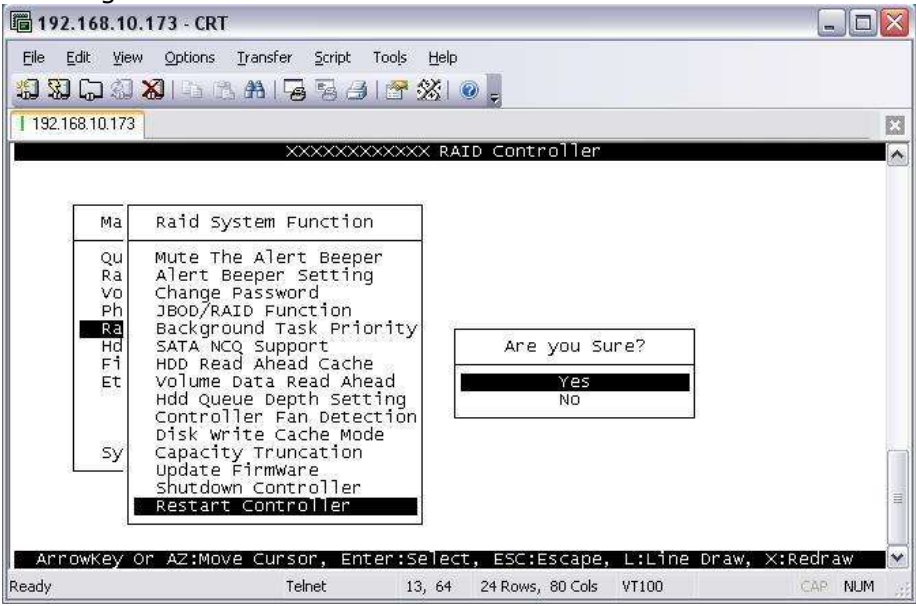 192.168.10.173 - CRT
File Edit View Options Transfer Script Tools Help
192.168.10.173
XXXXXXXXXXXX RAID Controller
Ma
Raid System Function
Qu
Mute The Alert Beeper
Ra
Alert Beeper Setting
Vo
Change Password
Ph
JBOD/RAID Function
Ra
Background Task Priority
Hd
SATA NCQ Support
Fi
HDD Read Ahead Cache
Et
Volume Data Read Ahead
Hdd Queue Depth Setting
Controller Fan Detection
Disk Write Cache Mode
Sy
Capacity Truncation
Update FirmWare
Shutdown Controller
Restart Controller
Are you Sure?
Yes
No
ArrowKey Or AZ:Move Cursor, Enter:Select, ESC:Escape, L:Line Draw, X:Redraw
Ready Telnet 13, 64 24 Rows, 80 Cols VT100 CAP NUM